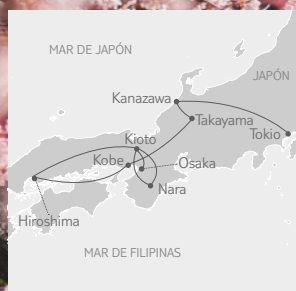 MAR DE JAPÓN
JAPÓN
Kanazawa
Takayama
Tokio
Kioto
Kobe
Osaka
Nara
Hiroshima
MAR DE FILIPINAS